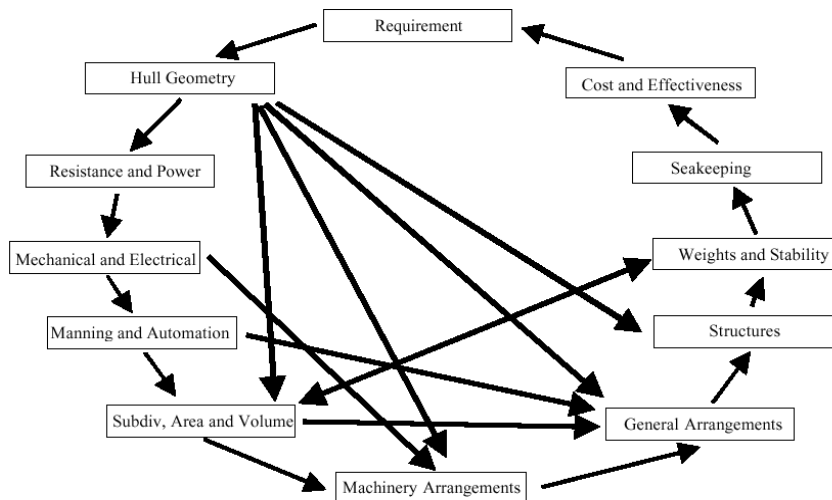 Requirement
Hull Geometry
Cost and Effectiveness
Resistance and Power
Seakeeping
Mechanical and Electrical
Weights and Stability
Manning and Automation
Structures
Subdiv, Area and Volume
General Arrangements
Machinery Arrangements